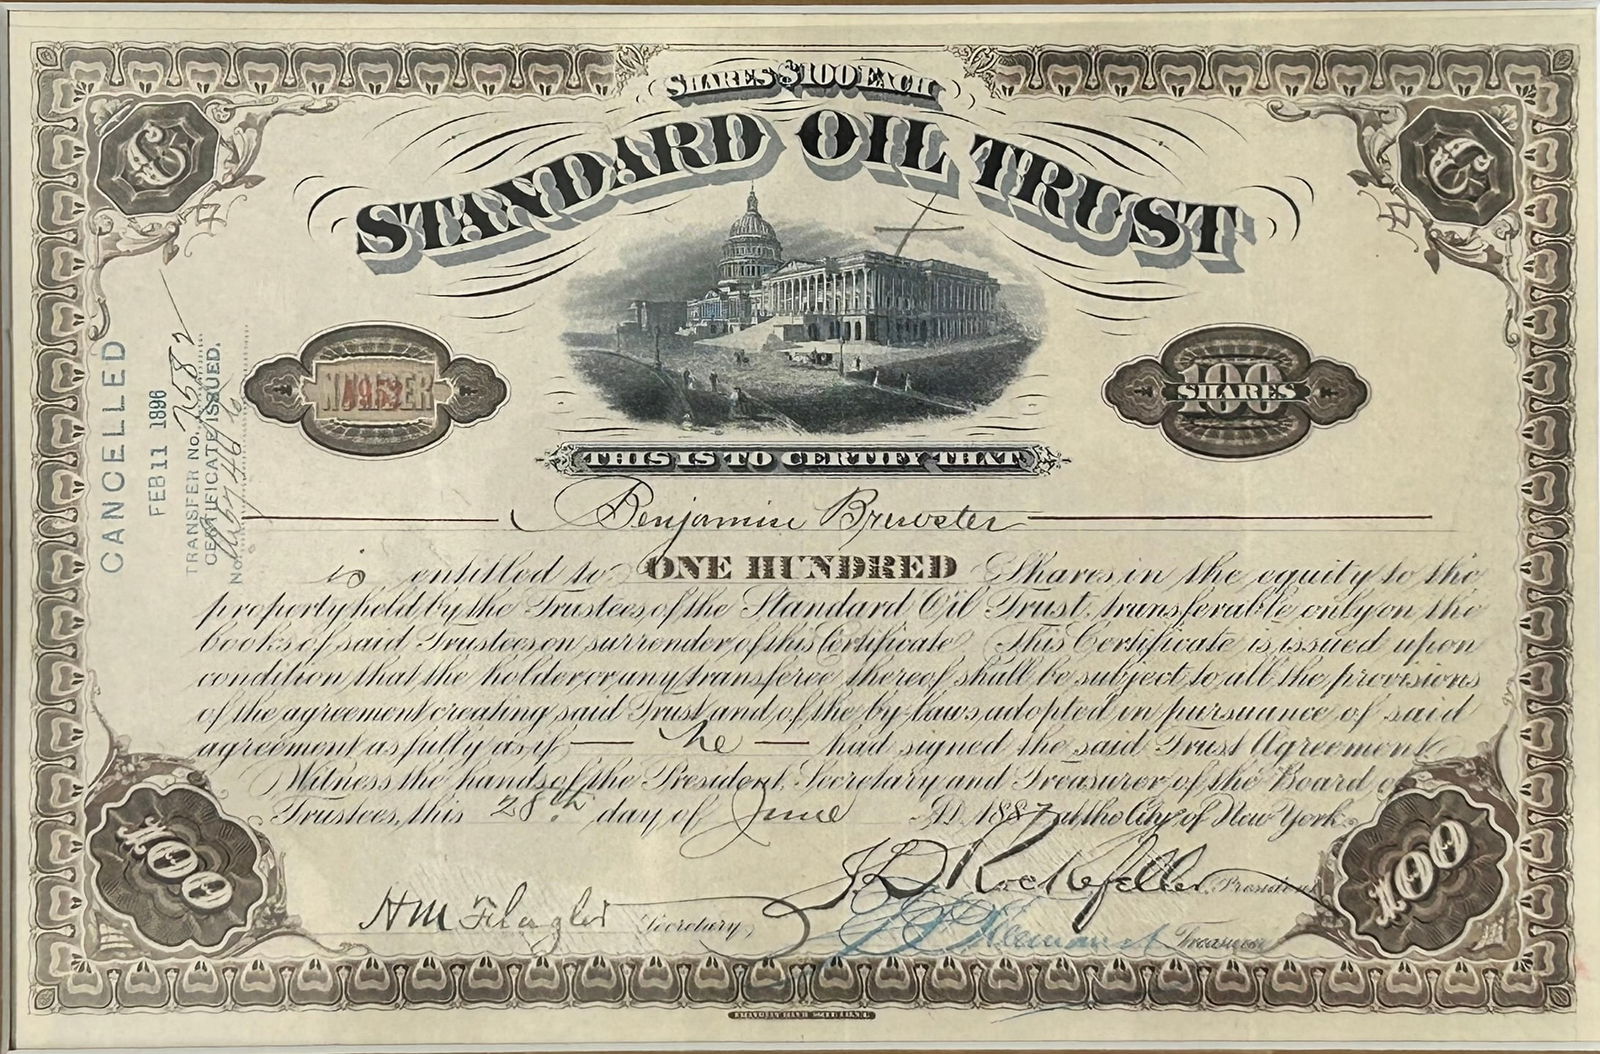 SHARES $100 EACH
STANDARD OIL TRUST
C
C
NUMBER
100
SHARES
THIS IS TO CERTIFY THAT
Benjamin Brewster
is entitled to ONE HUNDRED Shares in the equity to the
property held by the Trustees of the Standard Oil Trust, transferable only on the
books of said Trustees on surrender of this Certificate. This Certificate is issued upon
condition that the holder or any transferee thereof shall be subject to all the provisions
of the agreement creating said Trust and of the by-laws adopted in pursuance of said
agreement as fully as if he had signed the said Trust Agreement
Witness the hands of the President, Secretary and Treasurer of the Board of
Trustees, this 28th day of June AD 1887 at the City of New York.
J D Rockefeller President
HM Flagler Secretary
Treasurer
100
100
CANCELLED
FEB 11 1896
TRANSFER No. 7582
CERTIFICATE ISSUED.
No.